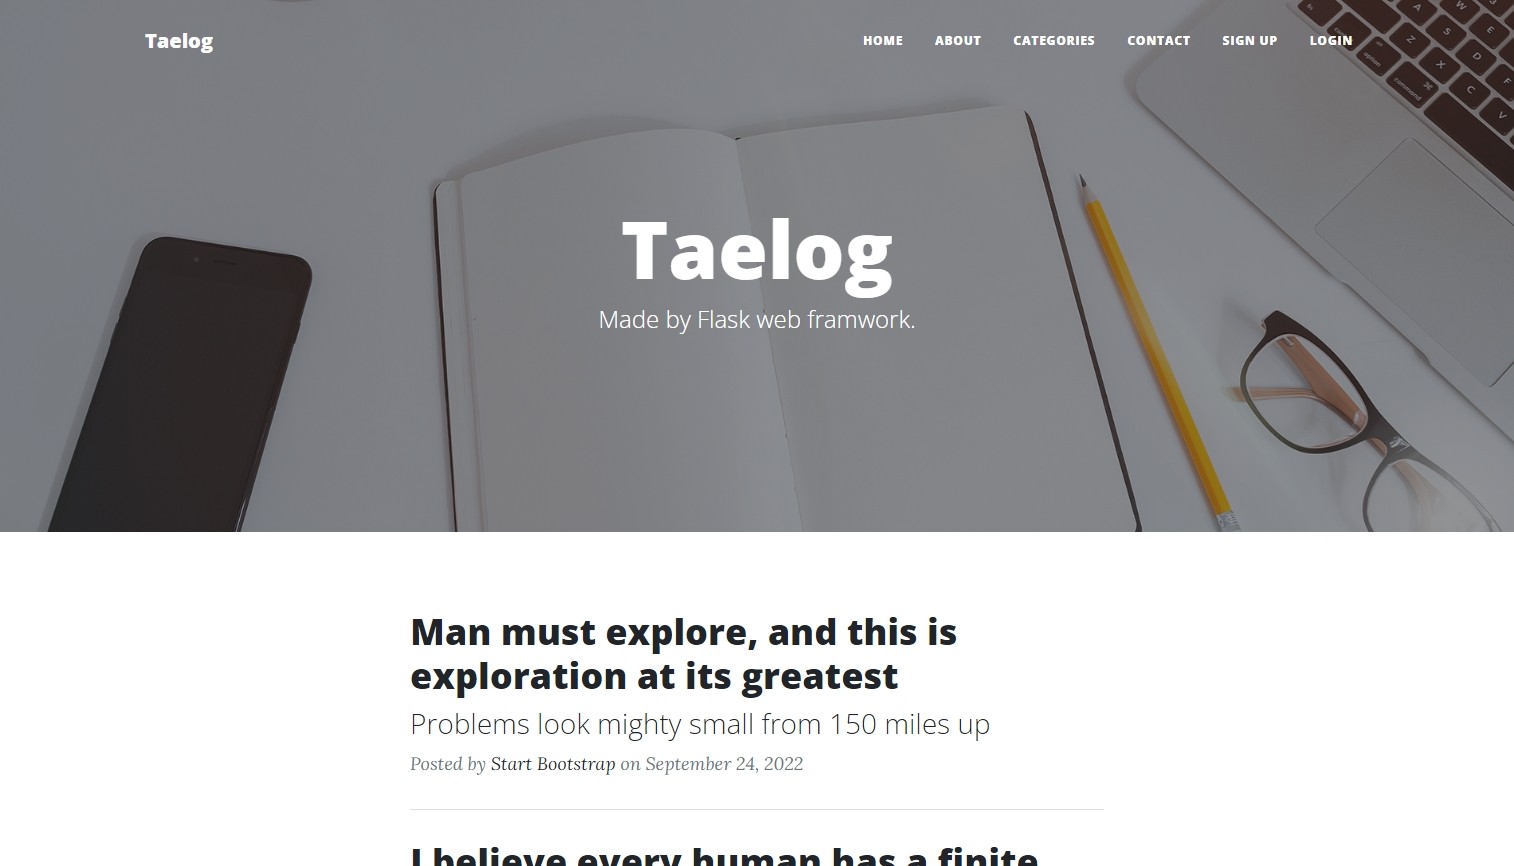 Taelog
HOME ABOUT CATEGORIES CONTACT SIGN UP LOGIN
Taelog
Made by Flask web framwork.
Man must explore, and this is
exploration at its greatest
Problems look mighty small from 150 miles up
Posted by Start Bootstrap on September 24, 2022
I believe every human has a finite